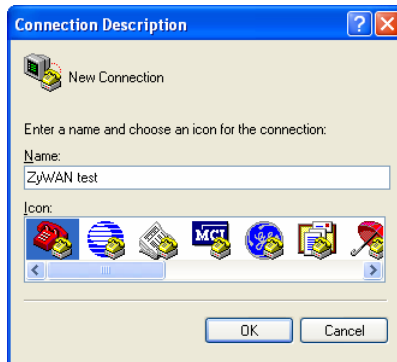 Connection Description
New Connection
Enter a name and choose an icon for the connection:
Name:
ZyWAN test
Icon:
MCI
OK
Cancel